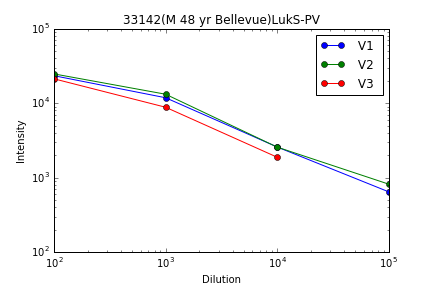 33142(M 48 yr Bellevue)LukS-PV
10^5
10^4
10^3
10^2
Intensity
V1
V2
V3
10^2 10^3 10^4 10^5
Dilution